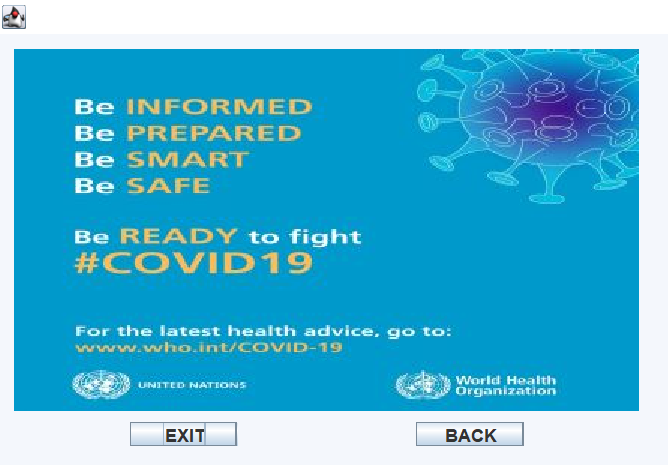 Be INFORMED
Be PREPARED
Be SMART
Be SAFE
Be READY to fight
#COVID19
For the latest health advice, go to:
www.who.int/COVID-19
UNITED NATIONS
World Health
Organization
EXIT
BACK